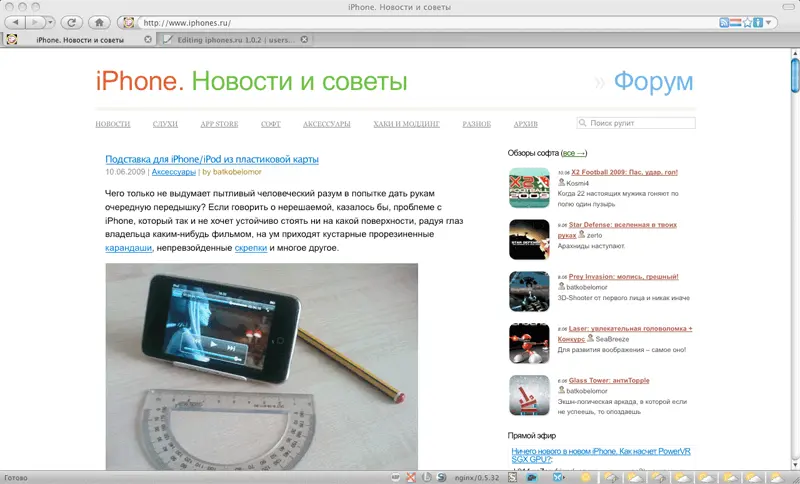 iPhone. Новости и советы
http://www.iphones.ru/
iPhone. Новости и советы
Editing iphones.ru 1.0.2 | users...
iPhone. Новости и советы
» Форум
НОВОСТИ СЛУХИ APP STORE СОФТ АКСЕССУАРЫ ХАКИ И МОДДИНГ РАЗНОЕ АРХИВ
Поиск рулит
Подставка для iPhone/iPod из пластиковой карты
10.06.2009 | Аксессуары | by batkobelomor
Чего только не выдумает пытливый человеческий разум в попытке дать рукам
очередную передышку? Если говорить о нерешаемой, казалось бы, проблеме с
iPhone, который так и не хочет устойчиво стоять ни на какой поверхности, радуя глаз
владельца каким-нибудь фильмом, на ум приходят кустарные прорезиненные
карандаши, непревзойденные скрепки и многое другое.
Обзоры софта (все →)
10.06 X2 Football 2009: Пас, удар, гол!
Kosmi4
Когда 22 настоящих мужика гоняют по
полю один пузырь
9.06 Star Defense: вселенная в твоих
руках zerto
Арахниды наступают.
8.06 Prey Invasion: молись, грешный!
batkobelomor
3D-Shooter от первого лица и никак иначе
8.06 Laser: увлекательная головоломка +
Конкурс SeaBreeze
Для развития воображения – самое оно!
8.06 Glass Tower: антиTopple
batkobelomor
Экшн-логическая аркада, в которой если
не успеешь, то опоздаешь
Прямой эфир
Ничего нового в новом iPhone. Как насчет PowerVR
SGX GPU?:
Готово
nginx/0.5.32